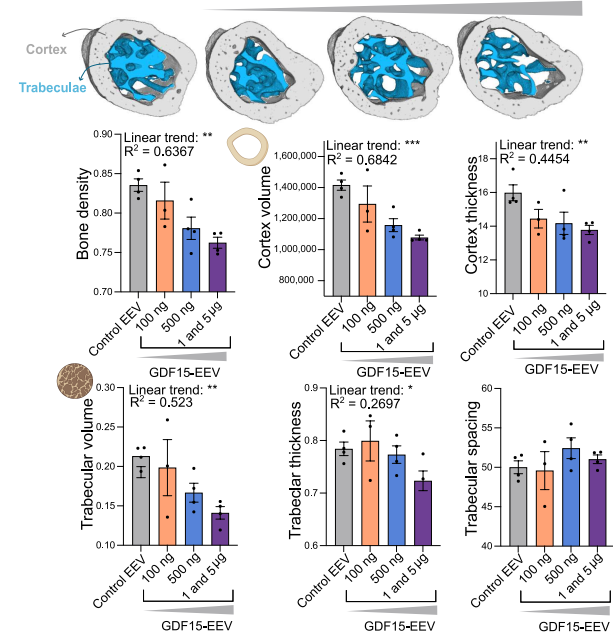 Cortex
Trabeculae
Linear trend: **
R² = 0.6367
Bone density
0.90
0.85
0.80
0.75
0.70
Control EEV
100 ng
500 ng
1 and 5 µg
GDF15-EEV
Linear trend: ***
R² = 0.6842
Cortex volume
1,600,000
1,400,000
1,200,000
1,000,000
800,000
Control EEV
100 ng
500 ng
1 and 5 µg
GDF15-EEV
Linear trend: **
R² = 0.4454
Cortex thickness
18
16
14
12
10
Control EEV
100 ng
500 ng
1 and 5 µg
GDF15-EEV
Linear trend: **
R² = 0.523
Trabecular volume
0.30
0.25
0.20
0.15
0.10
Control EEV
100 ng
500 ng
1 and 5 µg
GDF15-EEV
Linear trend: *
R² = 0.2697
Trabeclar thickness
0.9
0.8
0.7
0.6
Control EEV
100 ng
500 ng
1 and 5 µg
GDF15-EEV
Trabecular spacing
60
55
50
45
40
Control EEV
100 ng
500 ng
1 and 5 µg
GDF15-EEV